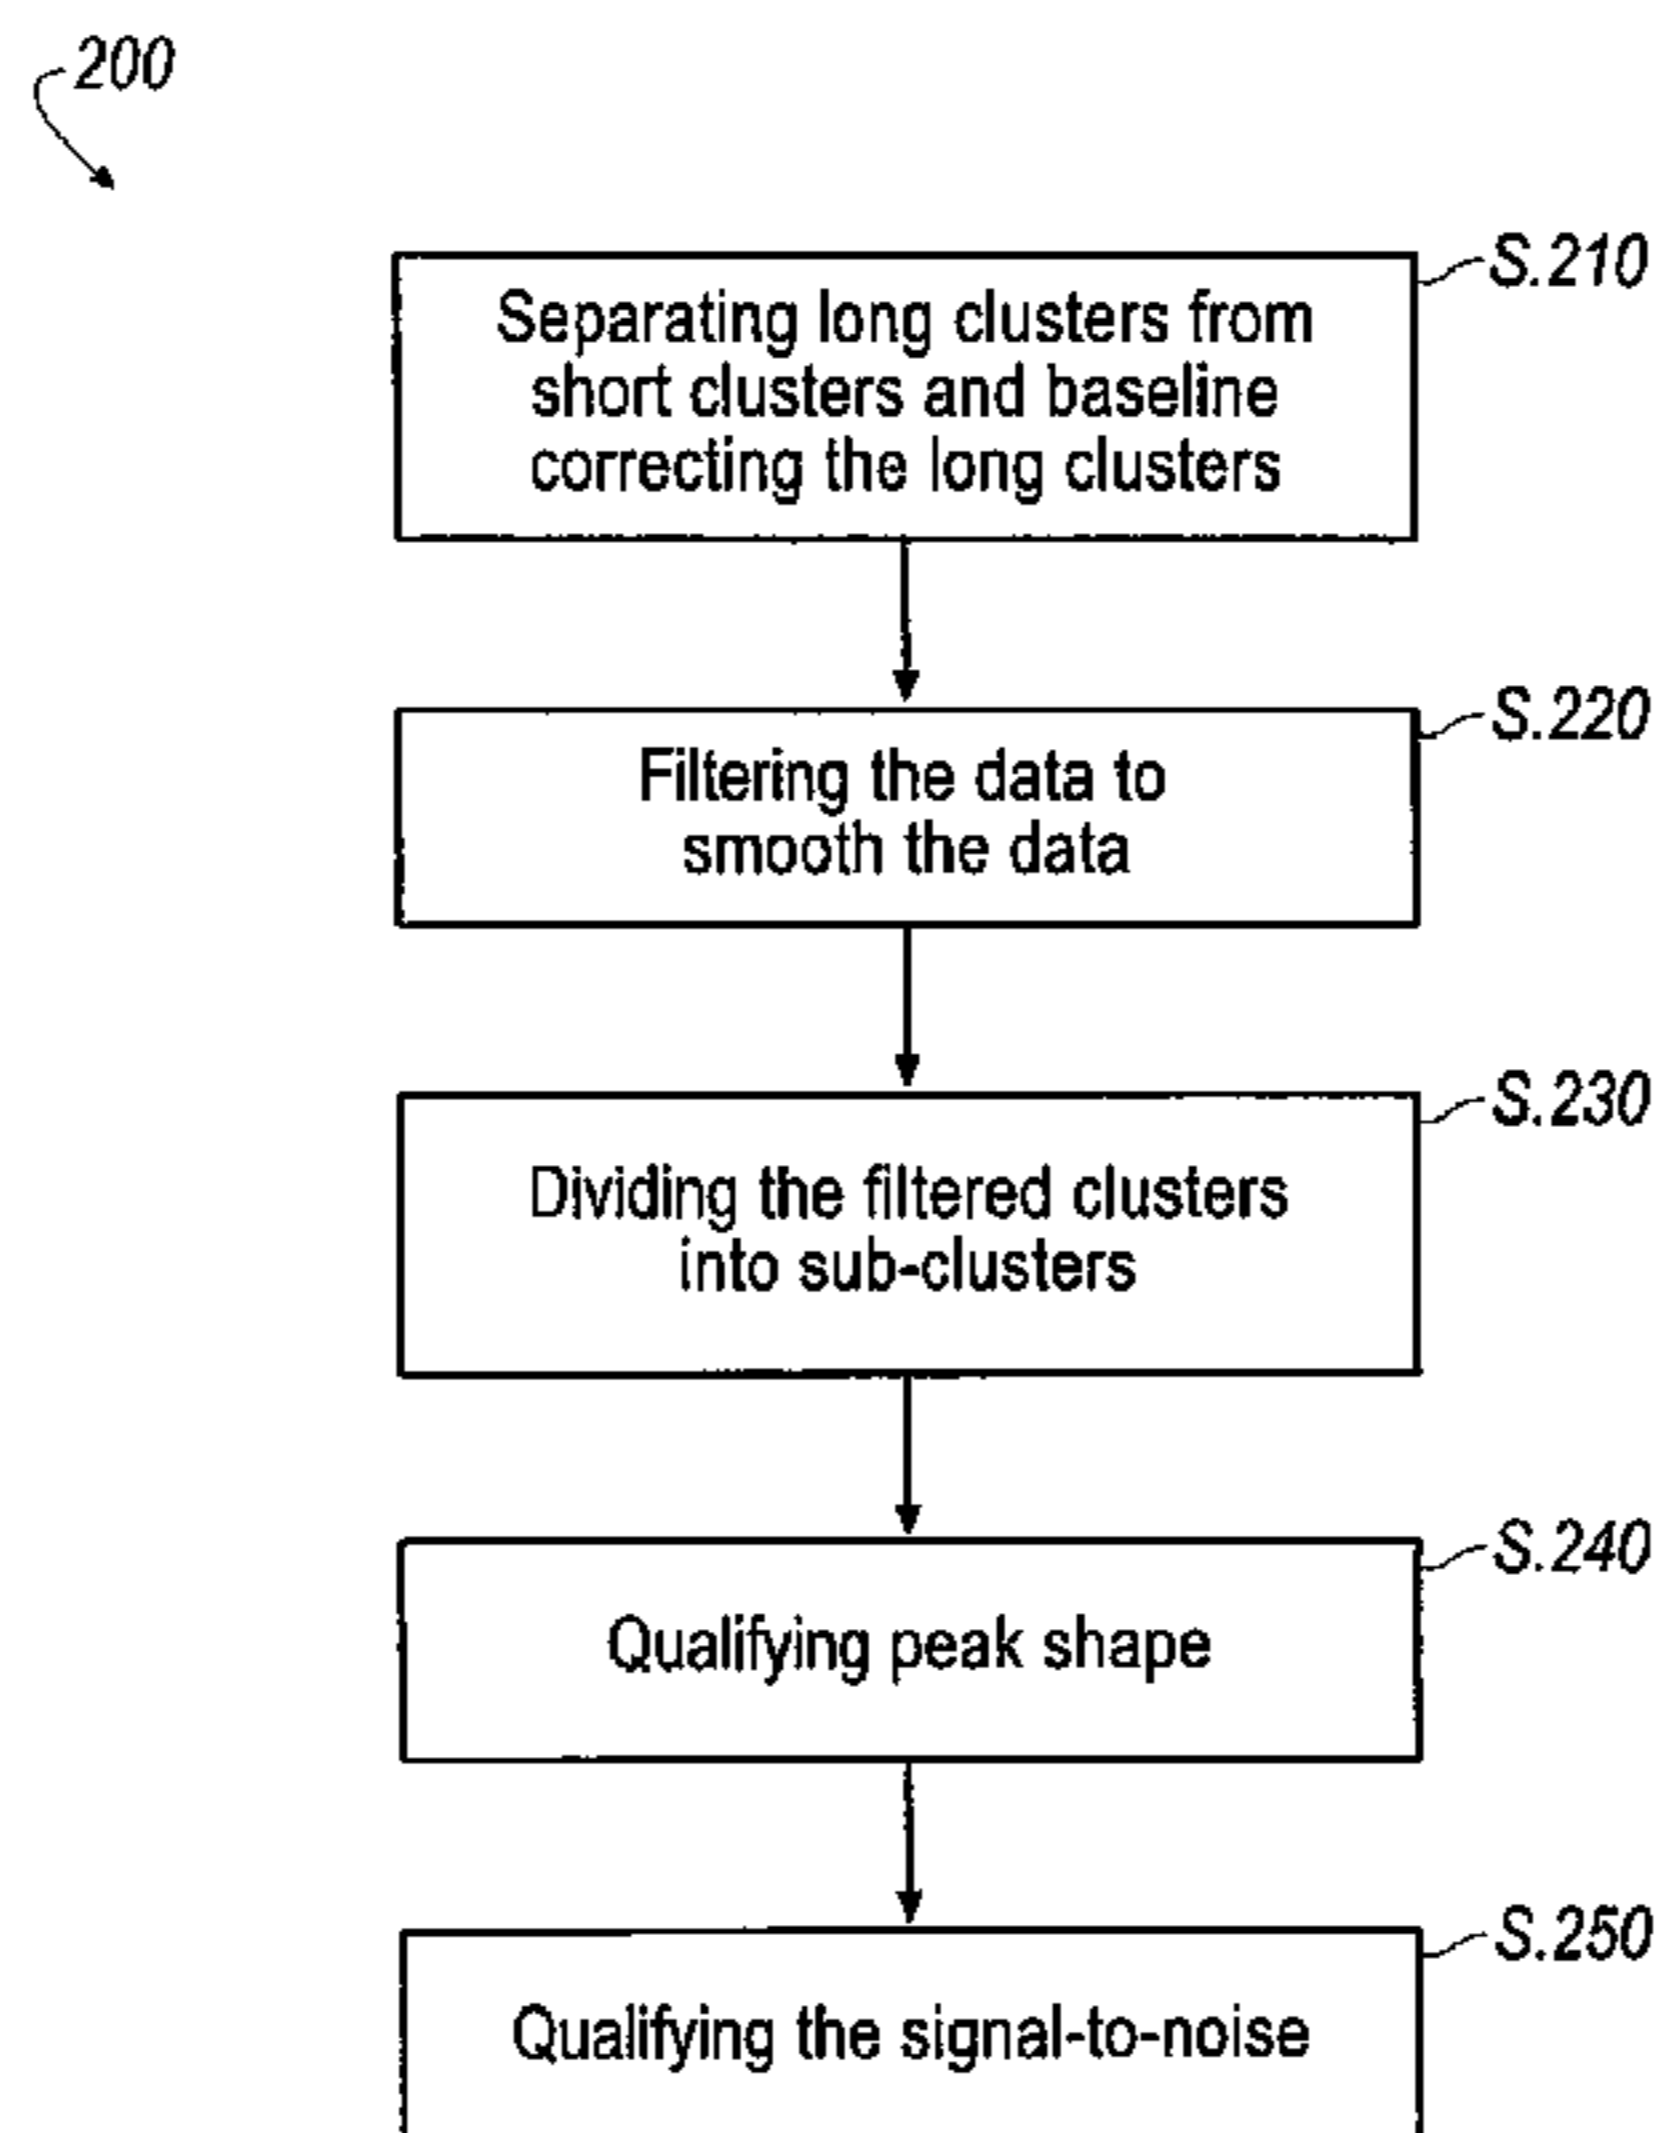 200
S.210
Separating long clusters from
short clusters and baseline
correcting the long clusters
S.220
Filtering the data to
smooth the data
S.230
Dividing the filtered clusters
into sub-clusters
S.240
Qualifying peak shape
S.250
Qualifying the signal-to-noise